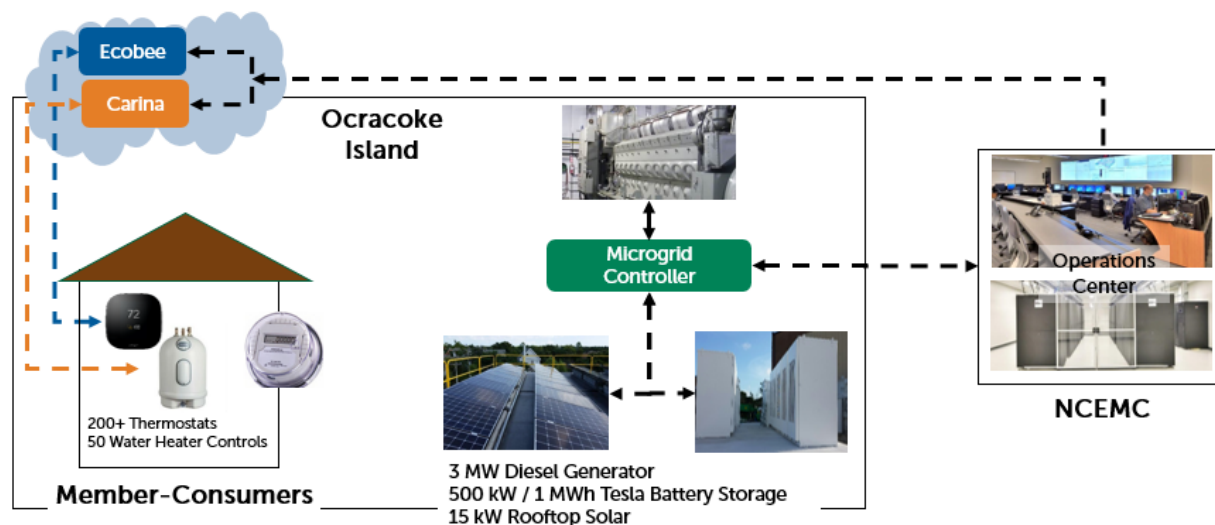 Ecobee
Carina
Ocracoke
Island
Microgrid
Controller
Operations
Center
NCEMC
72
200+ Thermostats
50 Water Heater Controls
Member-Consumers
3 MW Diesel Generator
500 kW / 1 MWh Tesla Battery Storage
15 kW Rooftop Solar